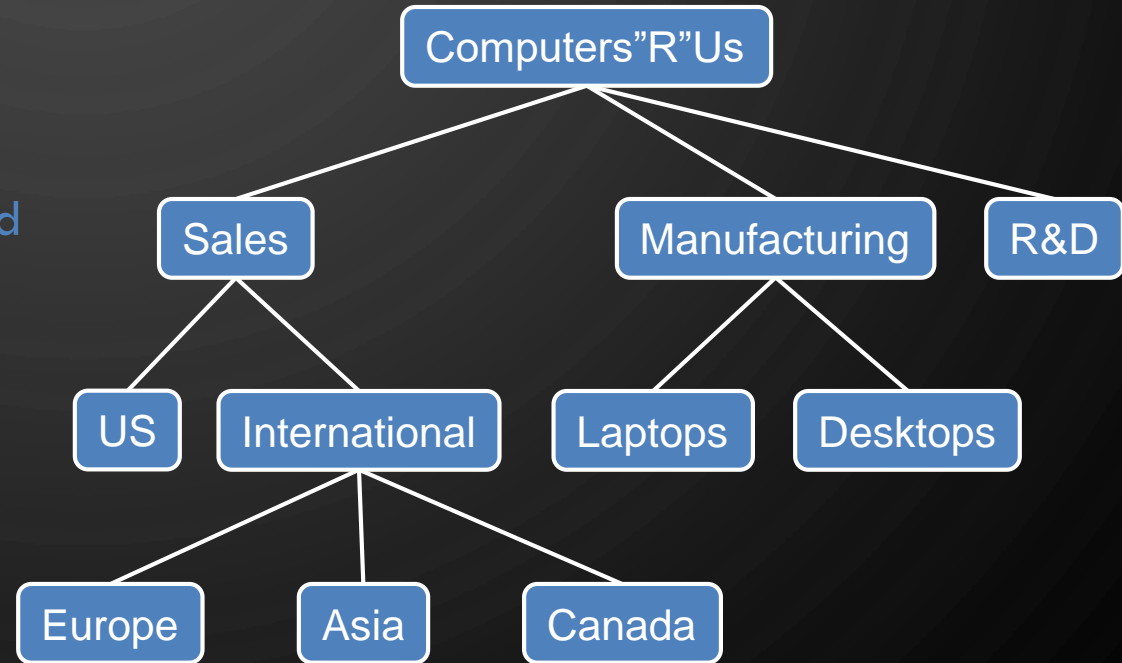 Computers”R”Us
Sales
Manufacturing
R&D
US
International
Laptops
Desktops
Europe
Asia
Canada